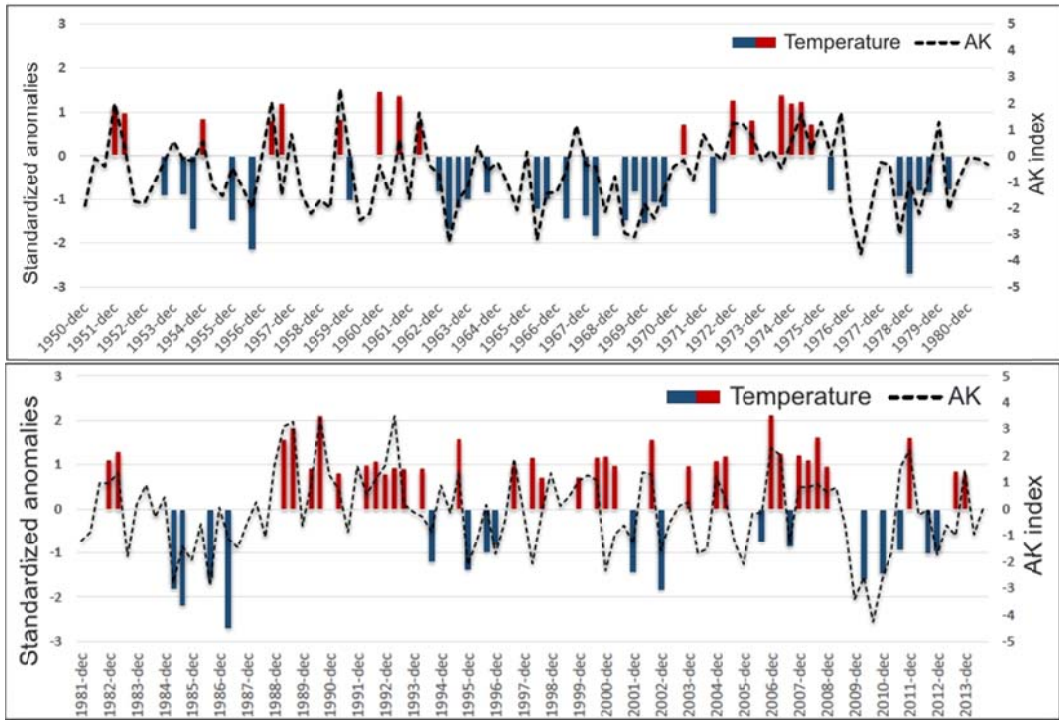 3
2
1
0
-1
-2
-3
Standardized anomalies
Temperature AK
5
4
3
2
1
0
-1
-2
-3
-4
-5
AK index
1950-dec
1951-dec
1952-dec
1953-dec
1954-dec
1955-dec
1956-dec
1957-dec
1958-dec
1959-dec
1960-dec
1961-dec
1962-dec
1963-dec
1964-dec
1965-dec
1966-dec
1967-dec
1968-dec
1969-dec
1970-dec
1971-dec
1972-dec
1973-dec
1974-dec
1975-dec
1976-dec
1977-dec
1978-dec
1979-dec
1980-dec
3
2
1
0
-1
-2
-3
Standardized anomalies
Temperature AK
5
4
3
2
1
0
-1
-2
-3
-4
-5
AK index
1981-dec
1982-dec
1983-dec
1984-dec
1985-dec
1986-dec
1987-dec
1988-dec
1989-dec
1990-dec
1991-dec
1992-dec
1993-dec
1994-dec
1995-dec
1996-dec
1997-dec
1998-dec
1999-dec
2000-dec
2001-dec
2002-dec
2003-dec
2004-dec
2005-dec
2006-dec
2007-dec
2008-dec
2009-dec
2010-dec
2011-dec
2012-dec
2013-dec